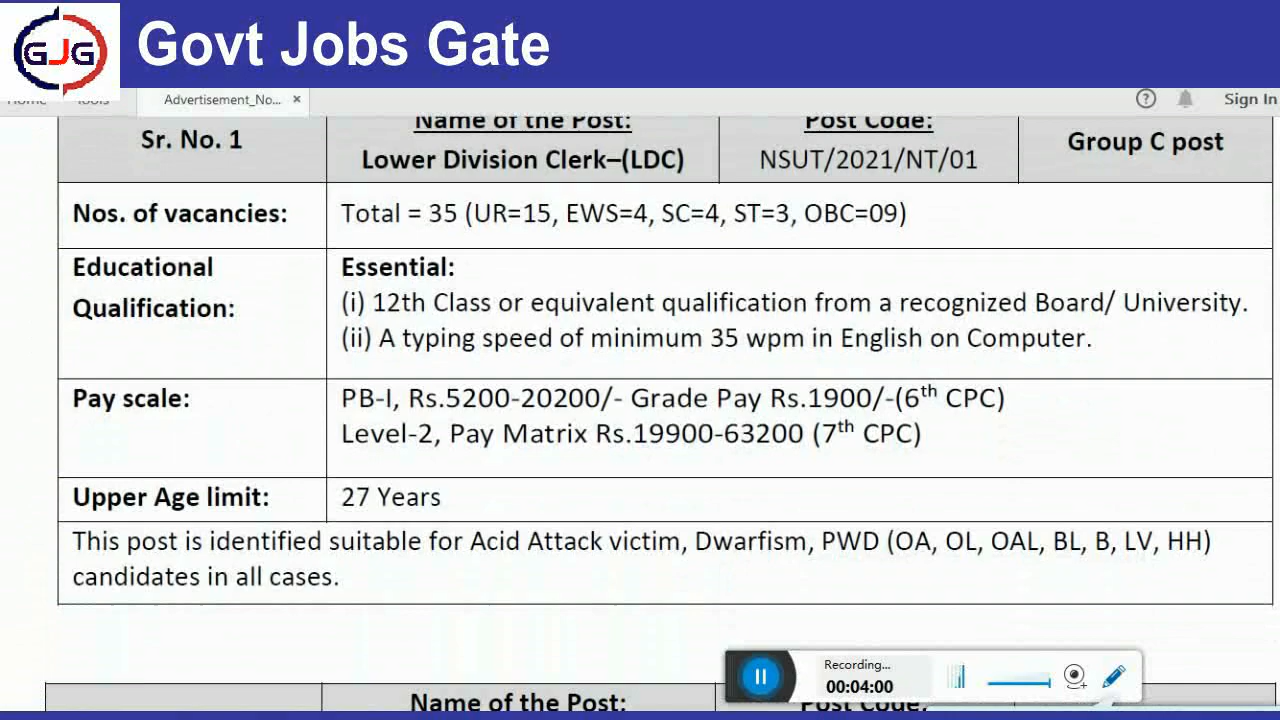 GJG
Govt Jobs Gate
Home Tools Advertisement_No... × ? Sign In
Sr. No. 1
Name of the Post:
Lower Division Clerk–(LDC)
Post Code:
NSUT/2021/NT/01
Group C post
Nos. of vacancies:
Total = 35 (UR=15, EWS=4, SC=4, ST=3, OBC=09)
Educational
Qualification:
Essential:
(i) 12th Class or equivalent qualification from a recognized Board/ University.
(ii) A typing speed of minimum 35 wpm in English on Computer.
Pay scale:
PB-I, Rs.5200-20200/- Grade Pay Rs.1900/-(6th CPC)
Level-2, Pay Matrix Rs.19900-63200 (7th CPC)
Upper Age limit:
27 Years
This post is identified suitable for Acid Attack victim, Dwarfism, PWD (OA, OL, OAL, BL, B, LV, HH)
candidates in all cases.
Recording...
00:04:00
Name of the Post:
Post Code: